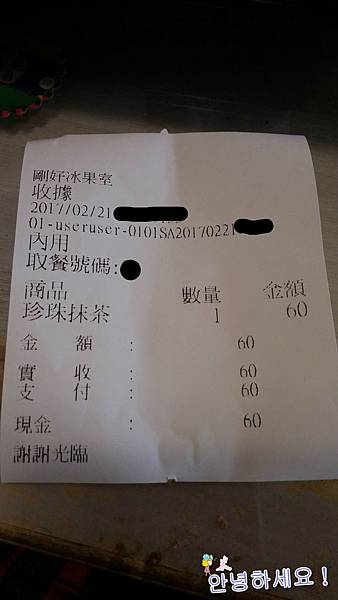 剛好冰果室
收據
2017/02/21
01-useruser-0101SA20170221
內用
取餐號碼:
商品 數量 金額
珍珠抹茶 1 60
金額 : 60
實收 : 60
支付 : 60
現金 : 60
謝謝光臨
안녕하세요!